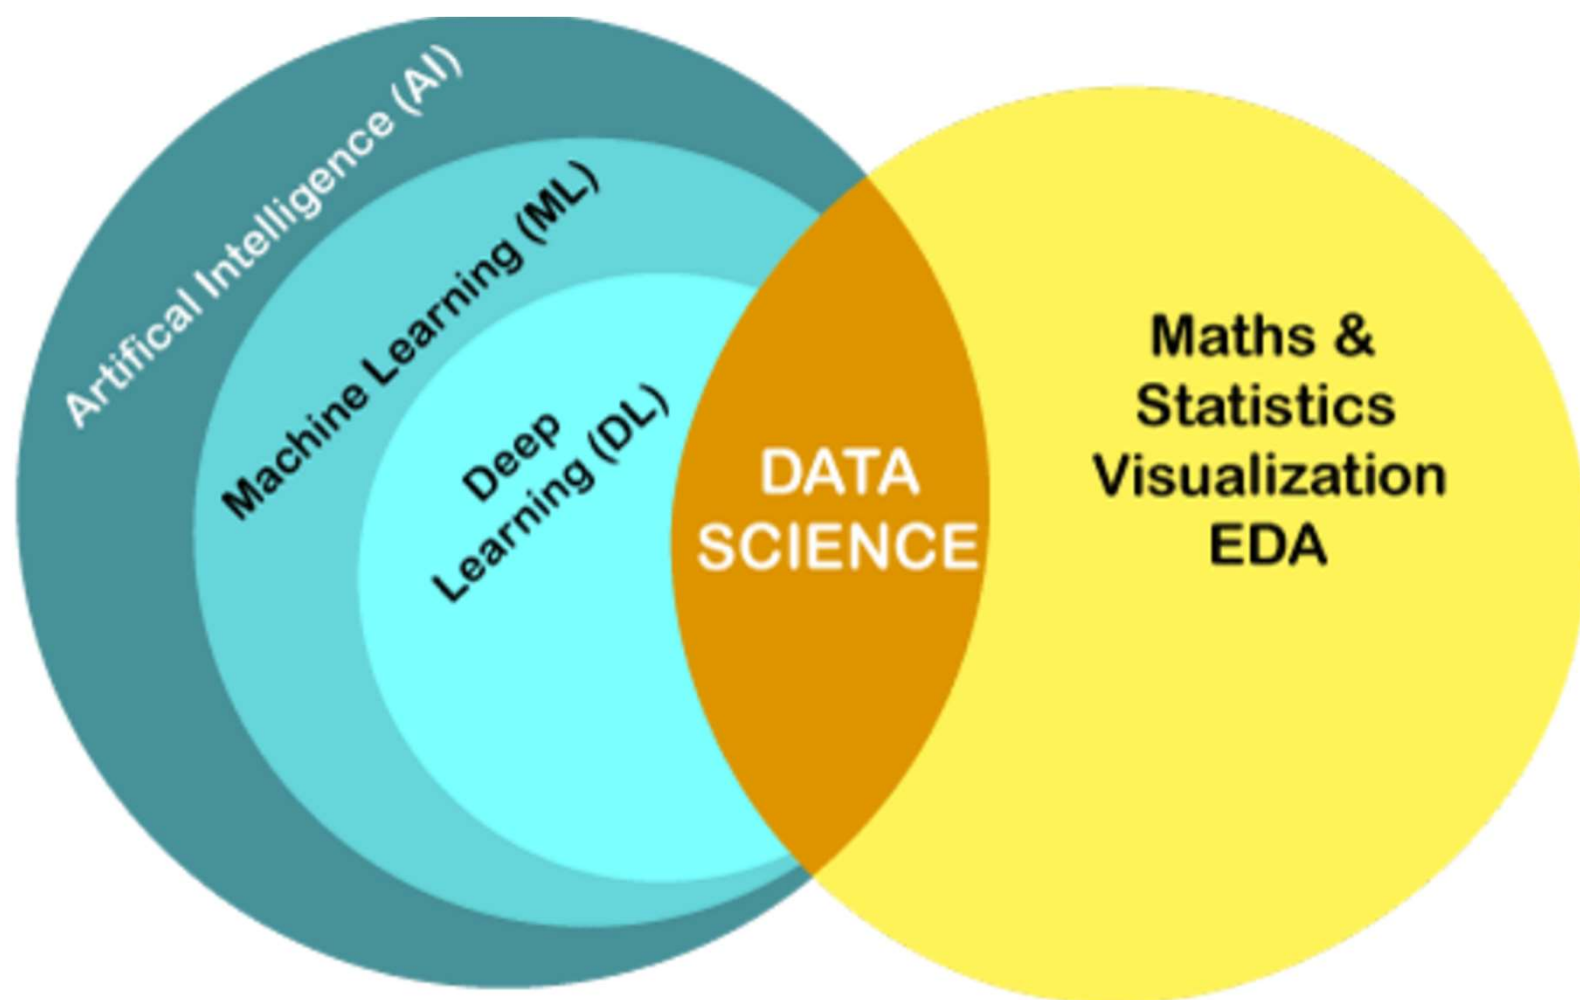 Artifical Intelligence (AI)
Machine Learning (ML)
Deep
Learning (DL)
DATA
SCIENCE
Maths &
Statistics
Visualization
EDA